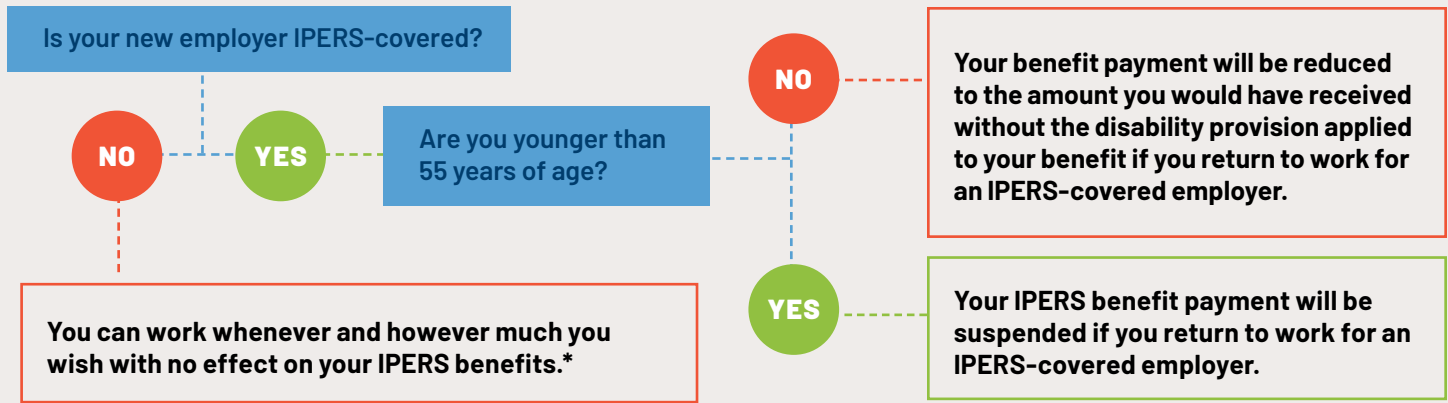 Is your new employer IPERS-covered?
NO
YES
Are you younger than
55 years of age?
NO
Your benefit payment will be reduced
to the amount you would have received
without the disability provision applied
to your benefit if you return to work for
an IPERS-covered employer.
YES
Your IPERS benefit payment will be
suspended if you return to work for an
IPERS-covered employer.
You can work whenever and however much you
wish with no effect on your IPERS benefits.*